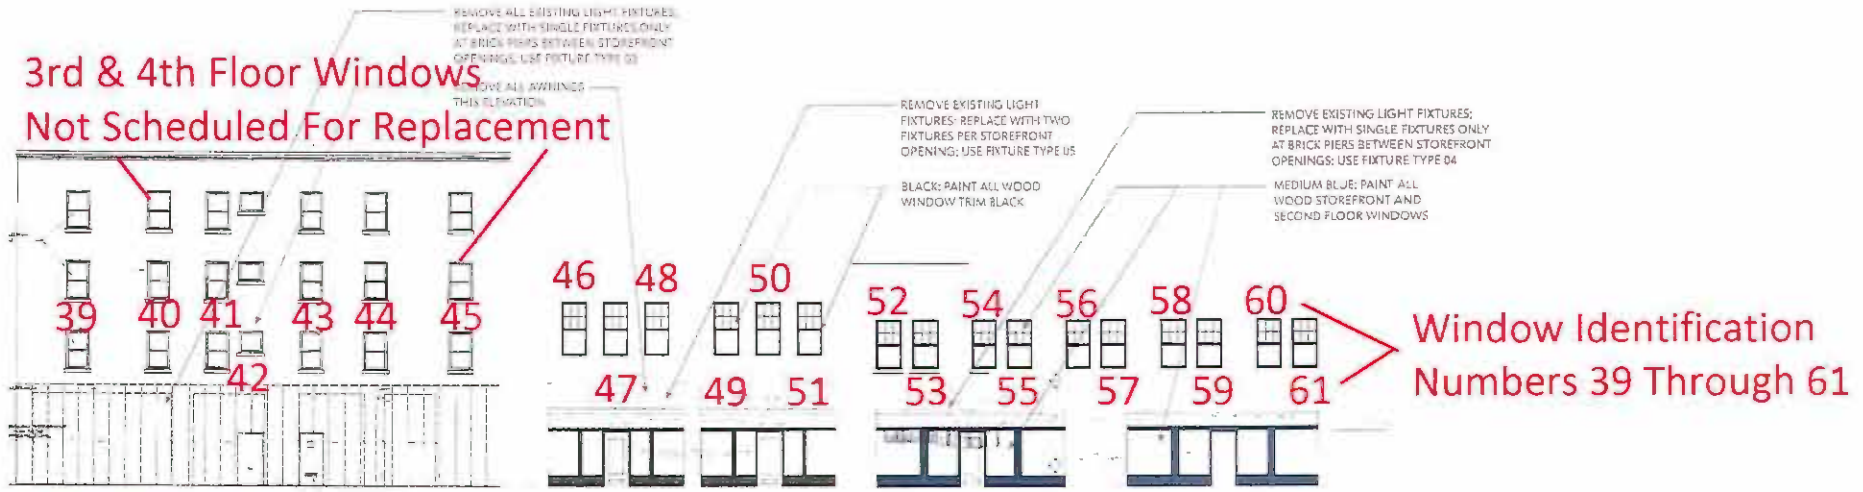 REMOVE ALL EXISTING LIGHT FIXTURES;
REPLACE WITH SINGLE FIXTURES ONLY
AT BRICK PIERS BETWEEN STOREFRONT
OPENINGS; USE FIXTURE TYPE 03
3rd & 4th Floor Windows
Not Scheduled For Replacement
REMOVE ALL AWNINGS
THIS ELEVATION
REMOVE EXISTING LIGHT
FIXTURES; REPLACE WITH TWO
FIXTURES PER STOREFRONT
OPENING; USE FIXTURE TYPE 05
BLACK: PAINT ALL WOOD
WINDOW TRIM BLACK
REMOVE EXISTING LIGHT FIXTURES;
REPLACE WITH SINGLE FIXTURES ONLY
AT BRICK PIERS BETWEEN STOREFRONT
OPENINGS; USE FIXTURE TYPE 04
MEDIUM BLUE: PAINT ALL
WOOD STOREFRONT AND
SECOND FLOOR WINDOWS
39 40 41 43 44 45
42
46 48 50
47 49 51
52 54 56 58 60
53 55 57 59 61
Window Identification
Numbers 39 Through 61